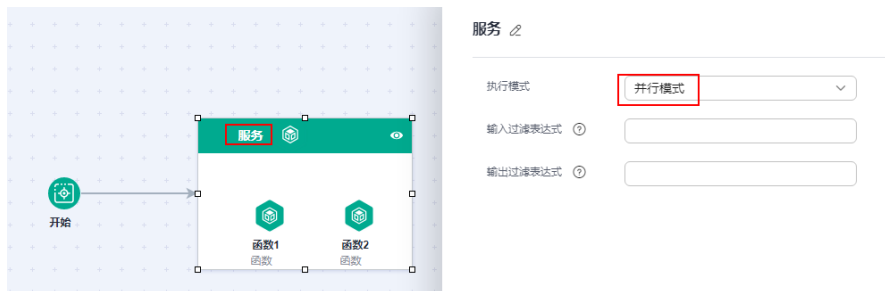 服务
开始
函数1
函数
函数2
函数
服务
执行模式
并行模式
输入过滤表达式 ?
输出过滤表达式 ?